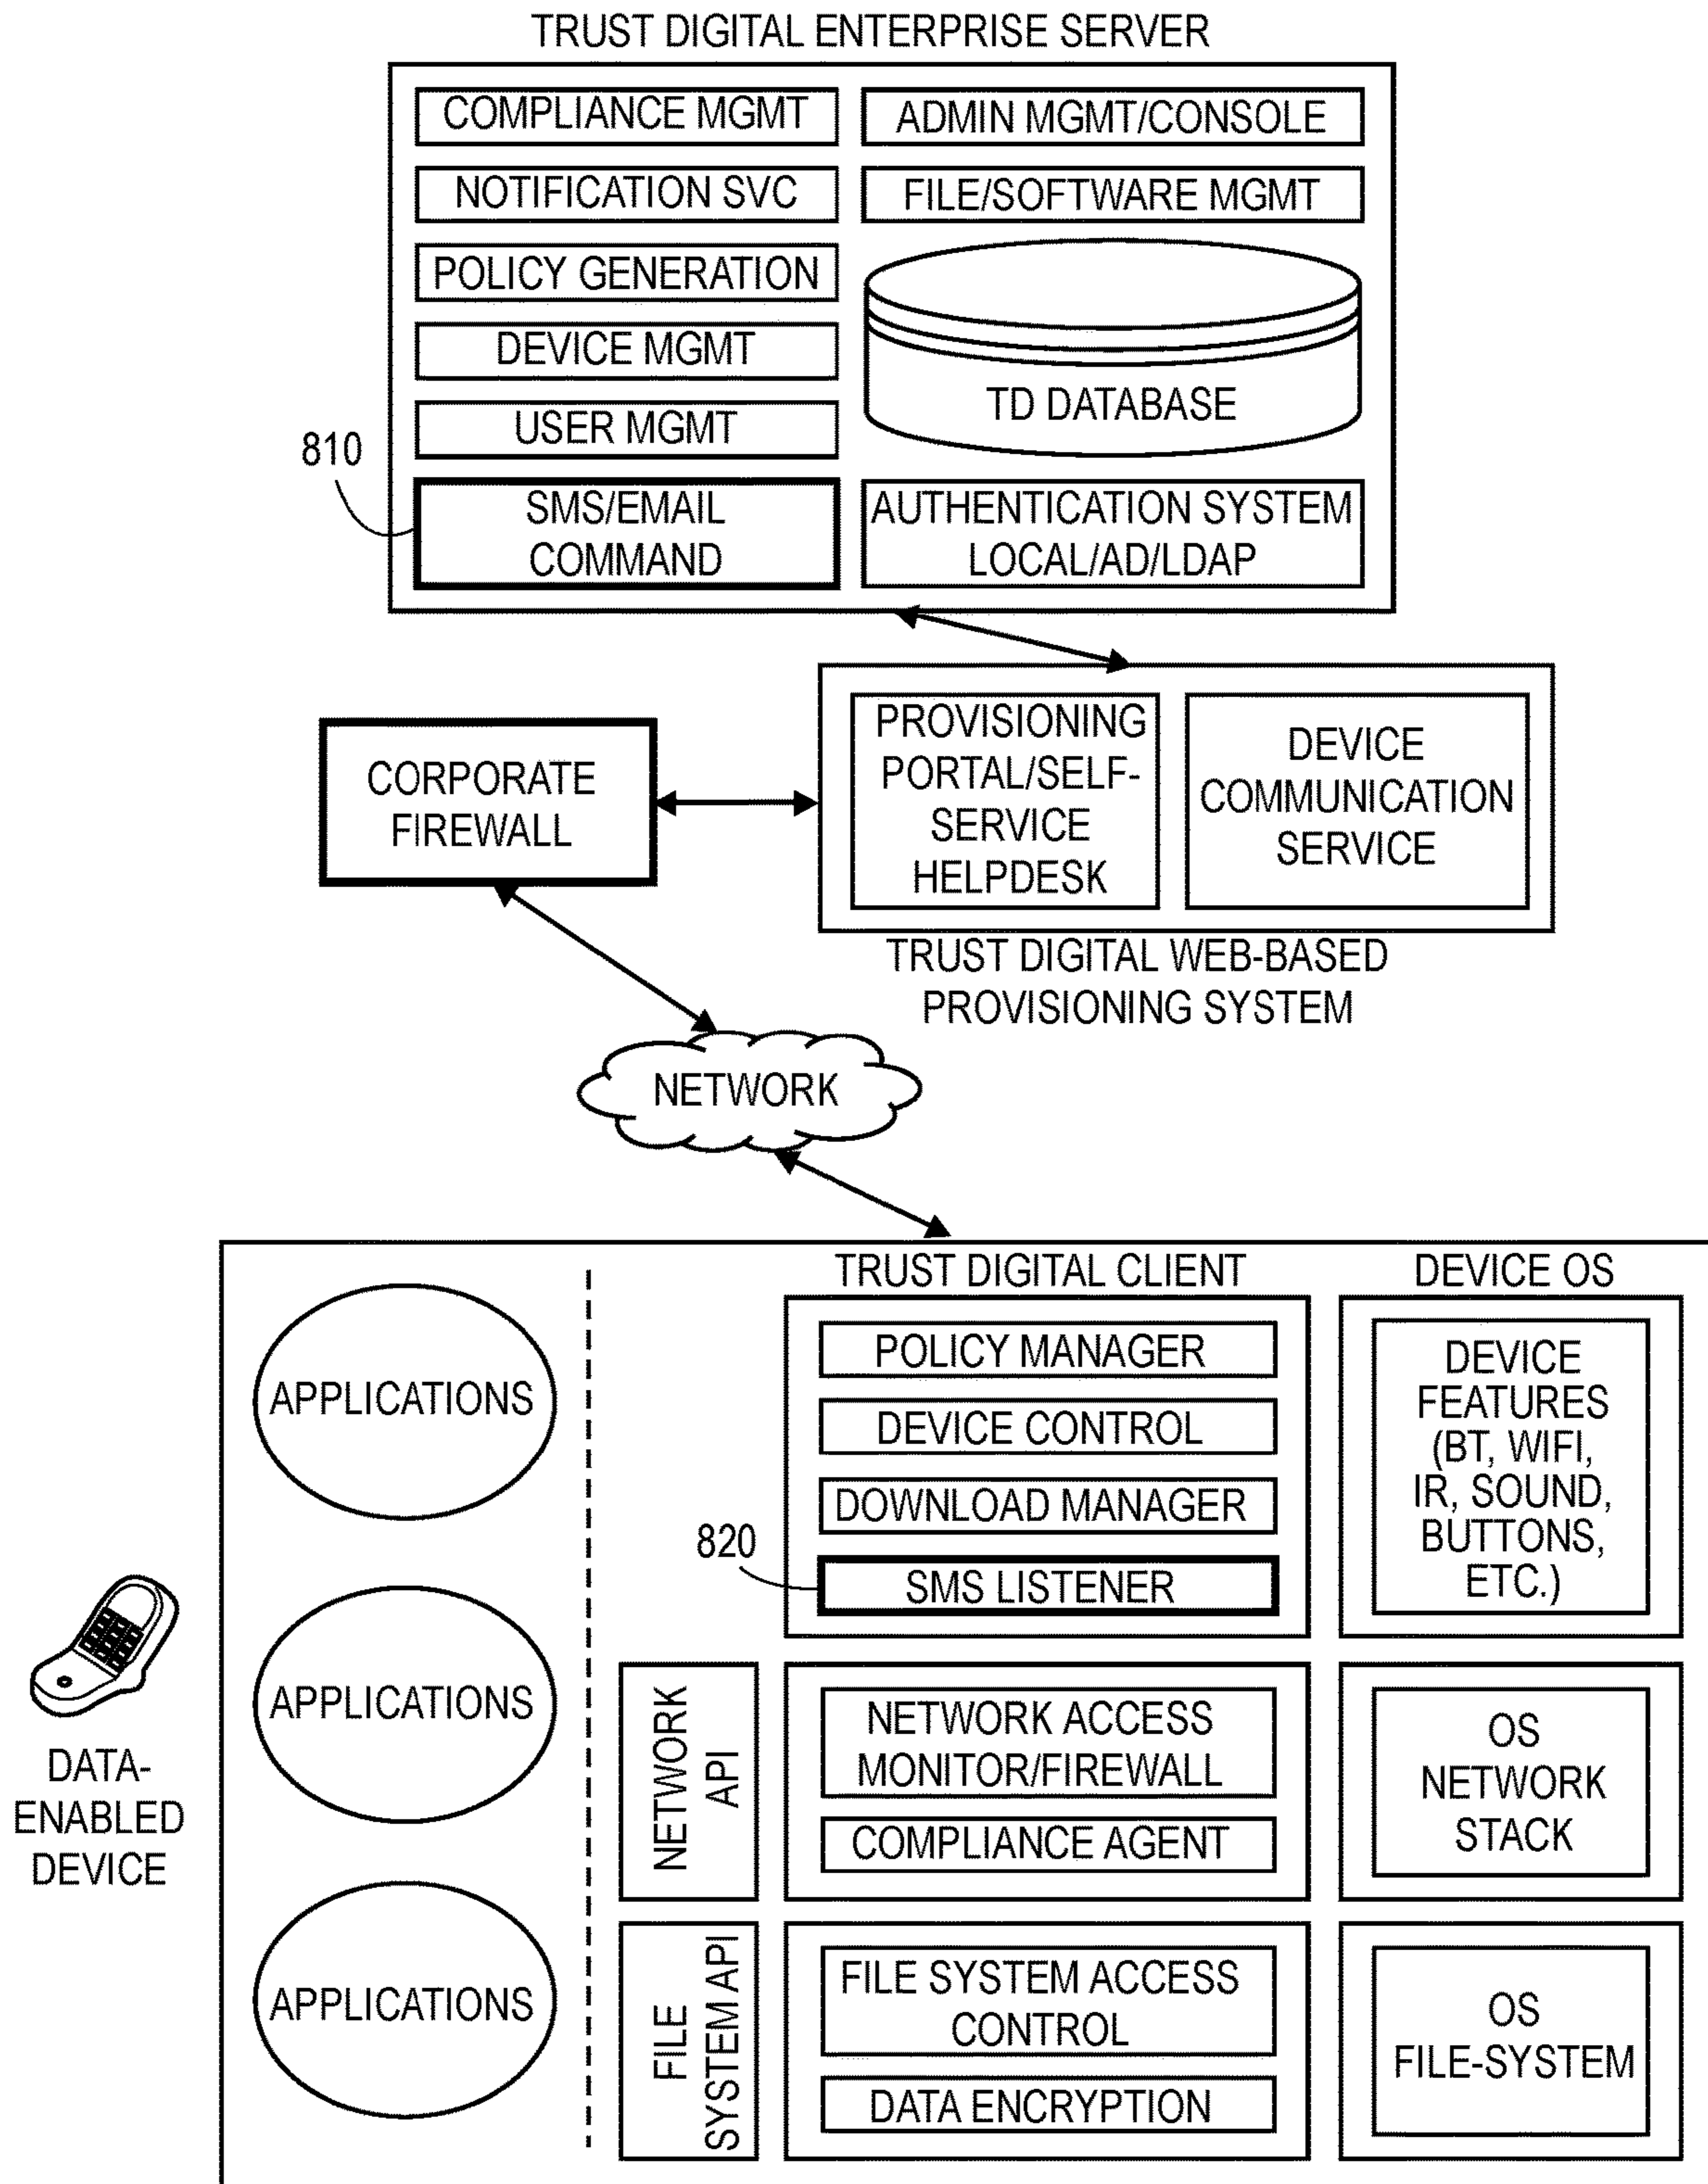 TRUST DIGITAL ENTERPRISE SERVER
COMPLIANCE MGMT
ADMIN MGMT/CONSOLE
NOTIFICATION SVC
FILE/SOFTWARE MGMT
POLICY GENERATION
DEVICE MGMT
TD DATABASE
USER MGMT
810
SMS/EMAIL
COMMAND
AUTHENTICATION SYSTEM
LOCAL/AD/LDAP
PROVISIONING
PORTAL/SELF-
SERVICE
HELPDESK
DEVICE
COMMUNICATION
SERVICE
CORPORATE
FIREWALL
TRUST DIGITAL WEB-BASED
PROVISIONING SYSTEM
NETWORK
TRUST DIGITAL CLIENT
DEVICE OS
APPLICATIONS
POLICY MANAGER
DEVICE CONTROL
DOWNLOAD MANAGER
820
SMS LISTENER
DEVICE
FEATURES
(BT, WIFI,
IR, SOUND,
BUTTONS,
ETC.)
DATA-
ENABLED
DEVICE
APPLICATIONS
NETWORK
API
NETWORK ACCESS
MONITOR/FIREWALL
COMPLIANCE AGENT
OS
NETWORK
STACK
APPLICATIONS
FILE
SYSTEM API
FILE SYSTEM ACCESS
CONTROL
DATA ENCRYPTION
OS
FILE-SYSTEM